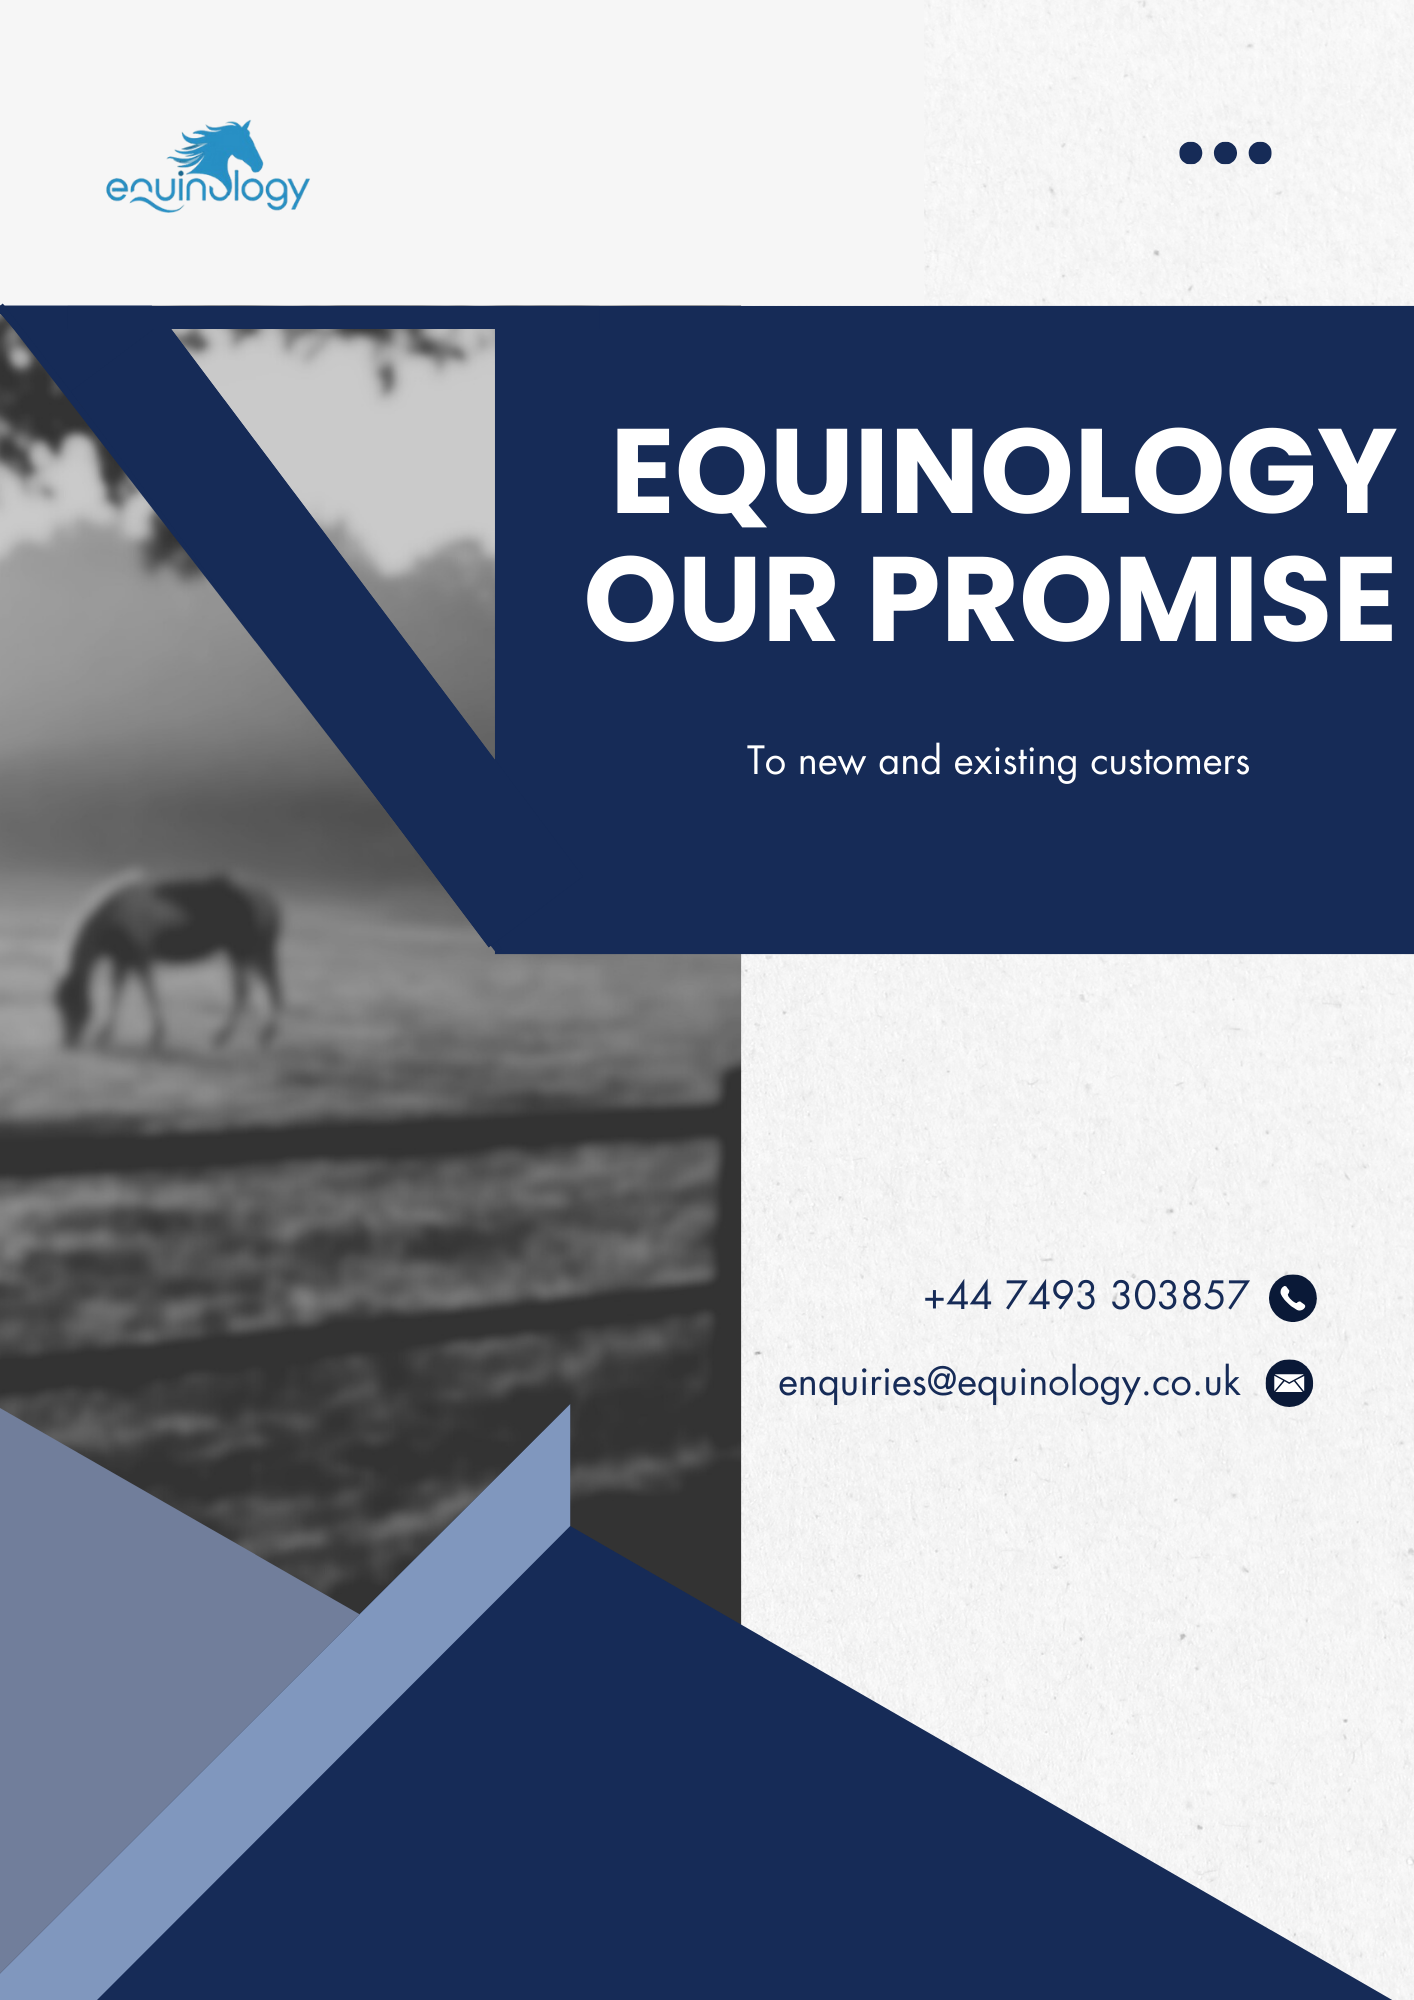 equinology
EQUINOLOGY
OUR PROMISE
To new and existing customers
+44 7493 303857
enquiries@equinology.co.uk